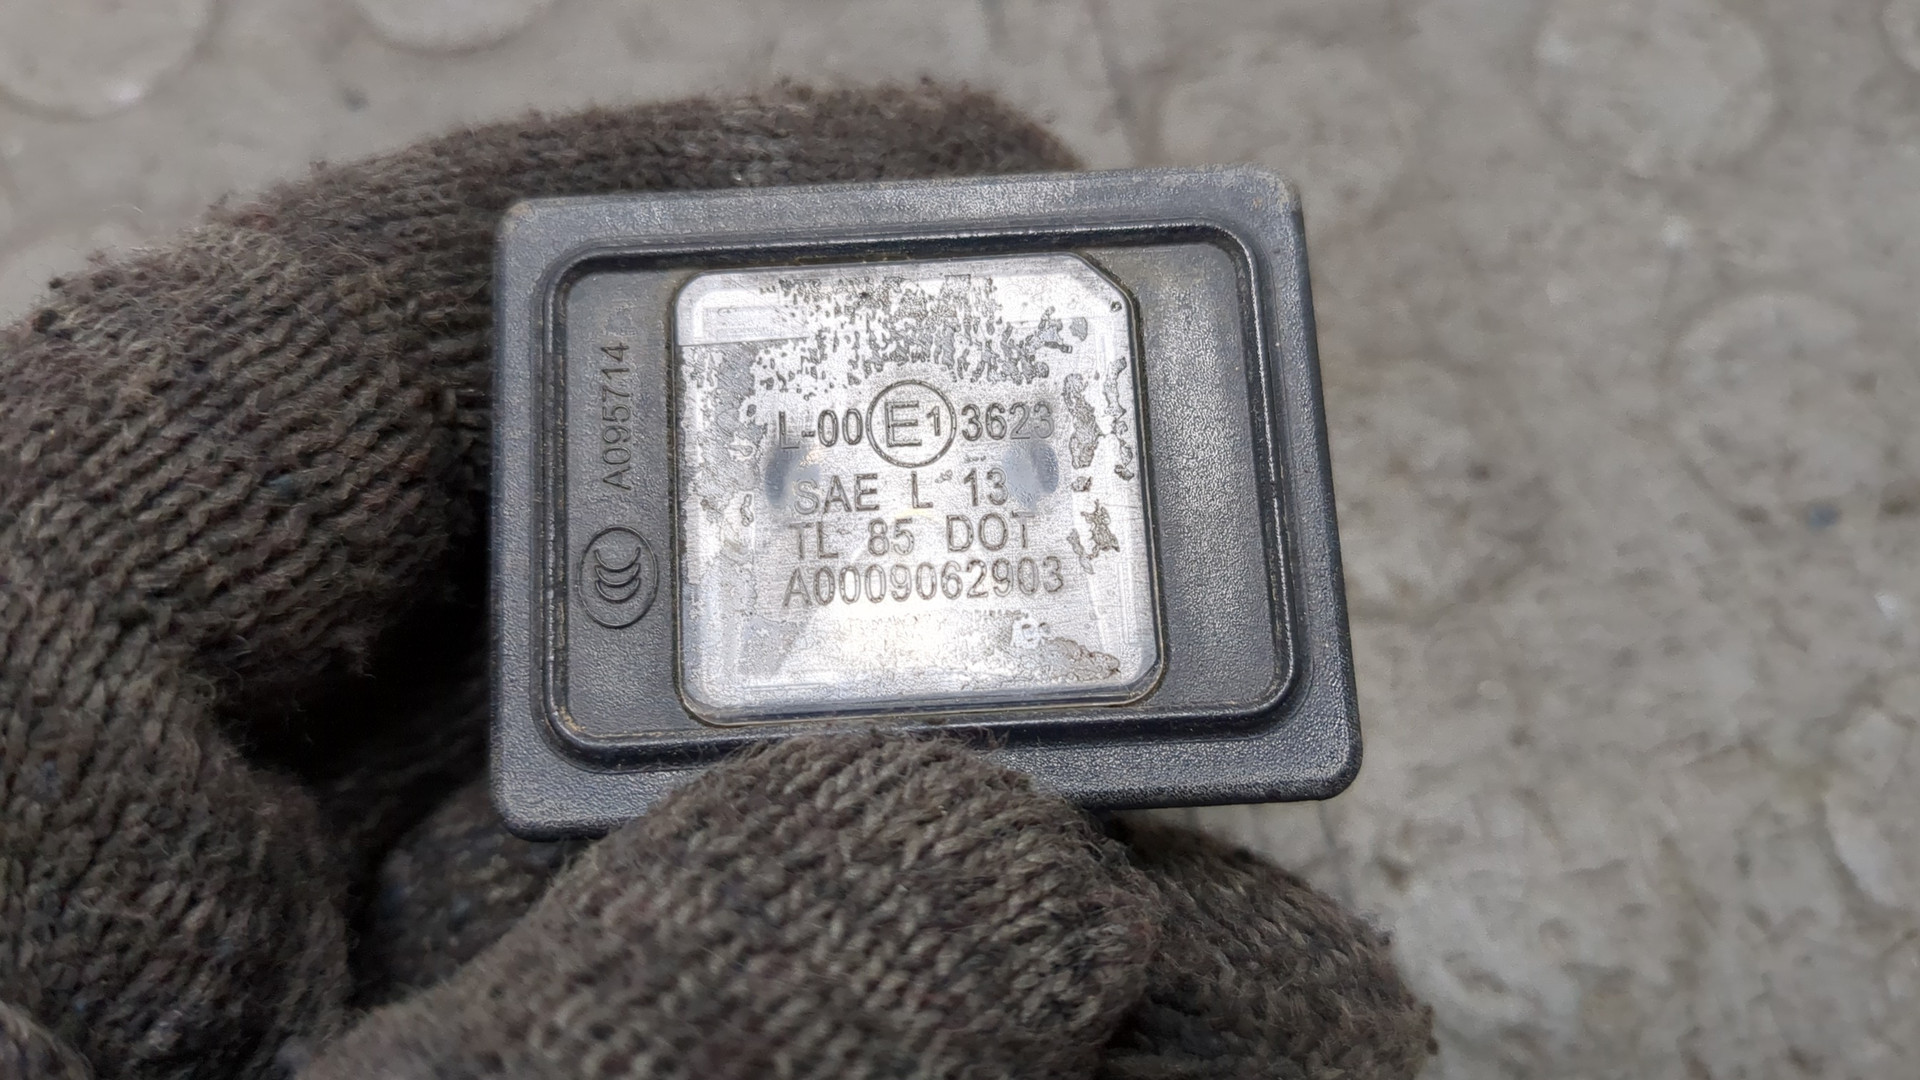 A095714
L-00 E1 3623
SAE L 13
TL 85 DOT
A0009062903